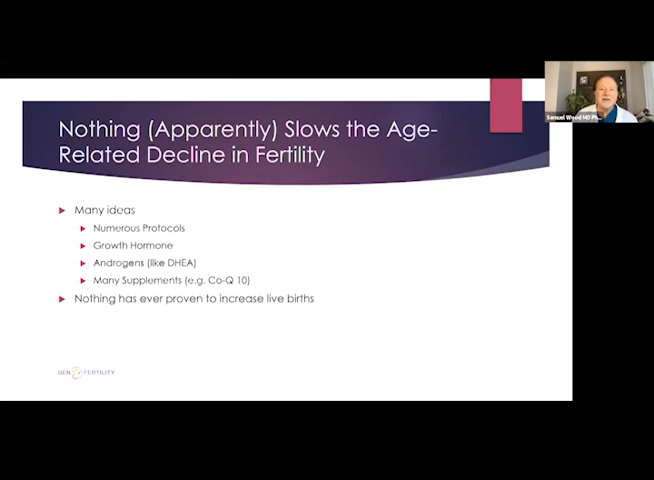 Nothing (Apparently) Slows the Age-
Related Decline in Fertility
Many ideas
Numerous Protocols
Growth Hormone
Androgens (like DHEA)
Many Supplements (e.g. Co-Q 10)
Nothing has ever proven to increase live births
GEN FERTILITY
Samuel Wood MD